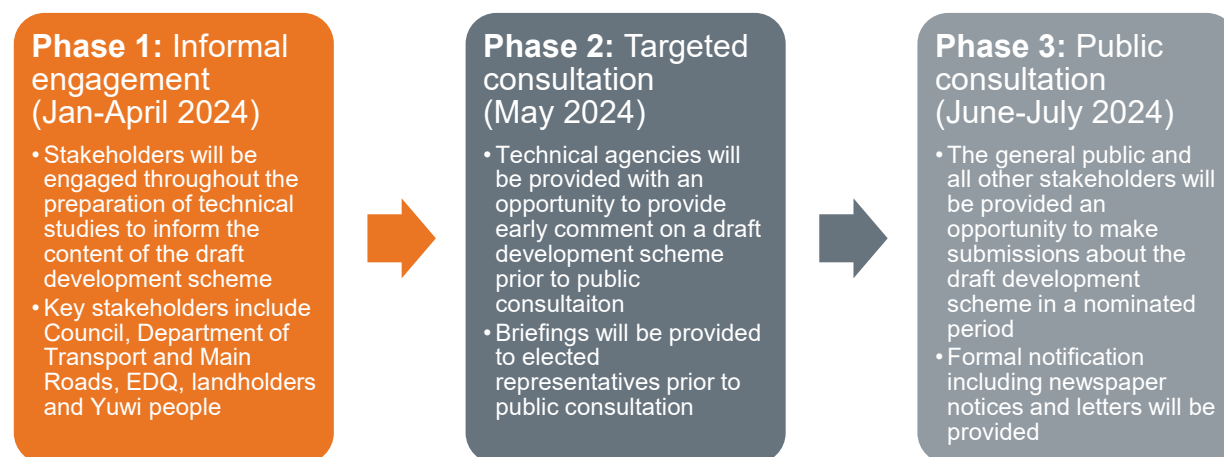 Phase 1: Informal
engagement
(Jan-April 2024)
• Stakeholders will be
engaged throughout the
preparation of technical
studies to inform the
content of the draft
development scheme
• Key stakeholders include
Council, Department of
Transport and Main
Roads, EDQ, landholders
and Yuwi people
Phase 2: Targeted
consultation
(May 2024)
• Technical agencies will
be provided with an
opportunity to provide
early comment on a draft
development scheme
prior to public
consultaiton
• Briefings will be provided
to elected
representatives prior to
public consultation
Phase 3: Public
consultation
(June-July 2024)
• The general public and
all other stakeholders will
be provided an
opportunity to make
submissions about the
draft development
scheme in a nominated
period
• Formal notification
including newspaper
notices and letters will be
provided